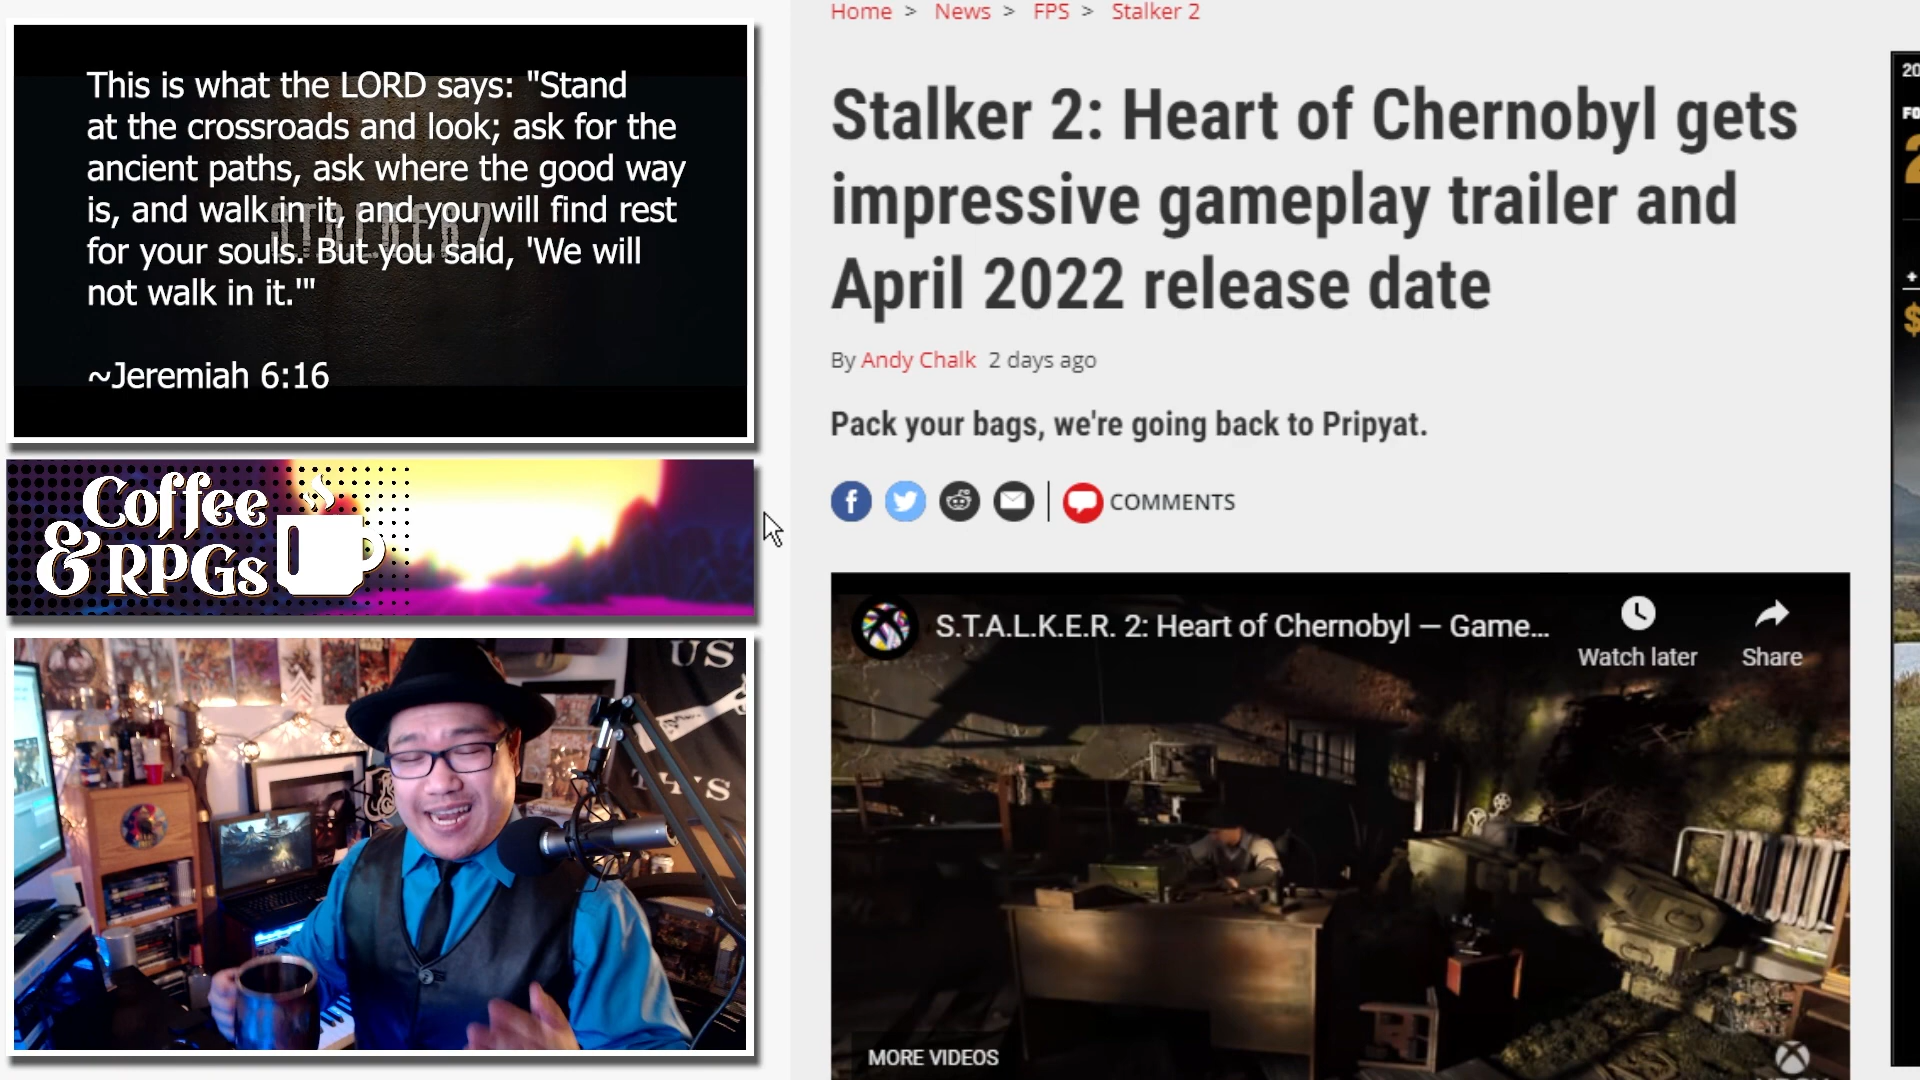 This is what the LORD says: "Stand
at the crossroads and look; ask for the
ancient paths, ask where the good way
is, and walk in it, and you will find rest
for your souls. But you said, 'We will
not walk in it.'"
~Jeremiah 6:16
S.T.A.L.K.E.R. 2
Coffee
& RPGs
US
Home > News > FPS > Stalker 2
Stalker 2: Heart of Chernobyl gets
impressive gameplay trailer and
April 2022 release date
By Andy Chalk 2 days ago
Pack your bags, we're going back to Pripyat.
COMMENTS
S.T.A.L.K.E.R. 2: Heart of Chernobyl — Game...
Watch later
Share
MORE VIDEOS
20
FO
2
+
$